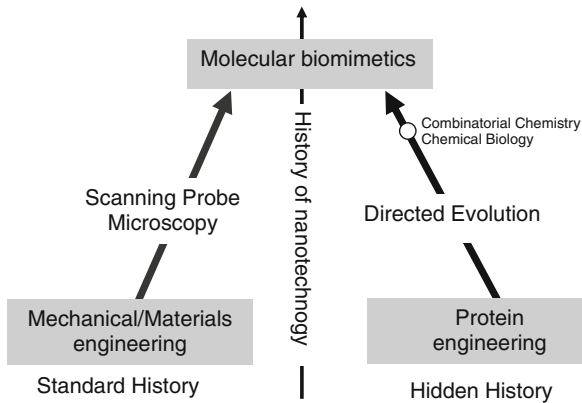 Molecular biomimetics
Combinatorial Chemistry
Chemical Biology
History of nanotechnogy
Scanning Probe
Microscopy
Directed Evolution
Mechanical/Materials
engineering
Protein
engineering
Standard History
Hidden History